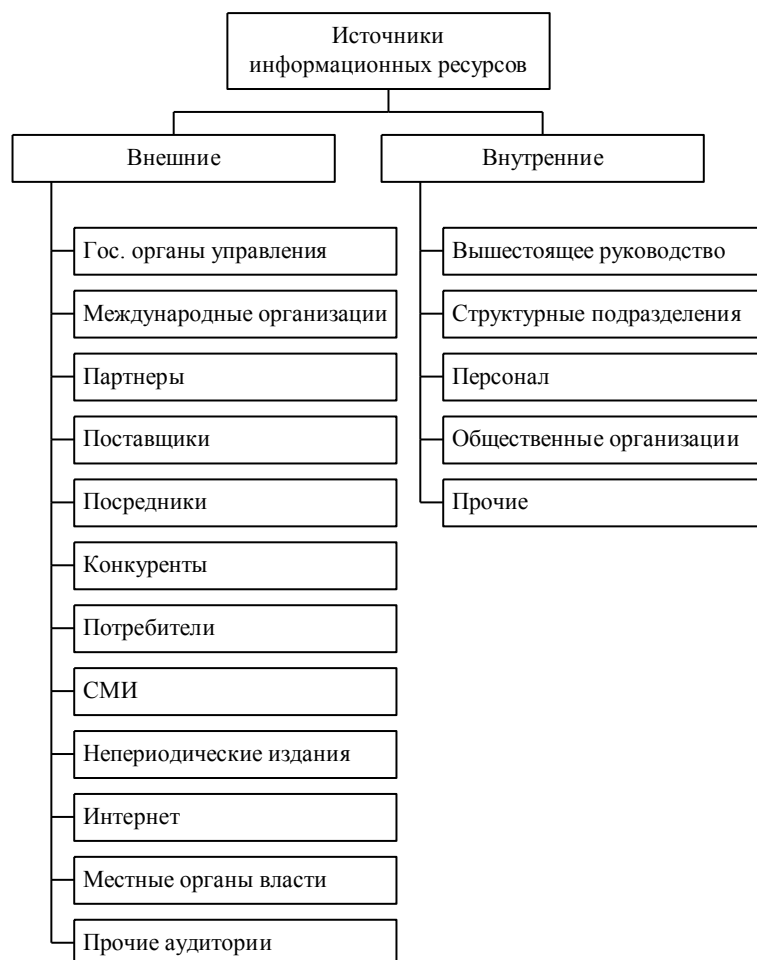 Источники
информационных ресурсов
Внешние
Гос. органы управления
Международные организации
Партнеры
Поставщики
Посредники
Конкуренты
Потребители
СМИ
Непериодические издания
Интернет
Местные органы власти
Прочие аудитории
Внутренние
Вышестоящее руководство
Структурные подразделения
Персонал
Общественные организации
Прочие